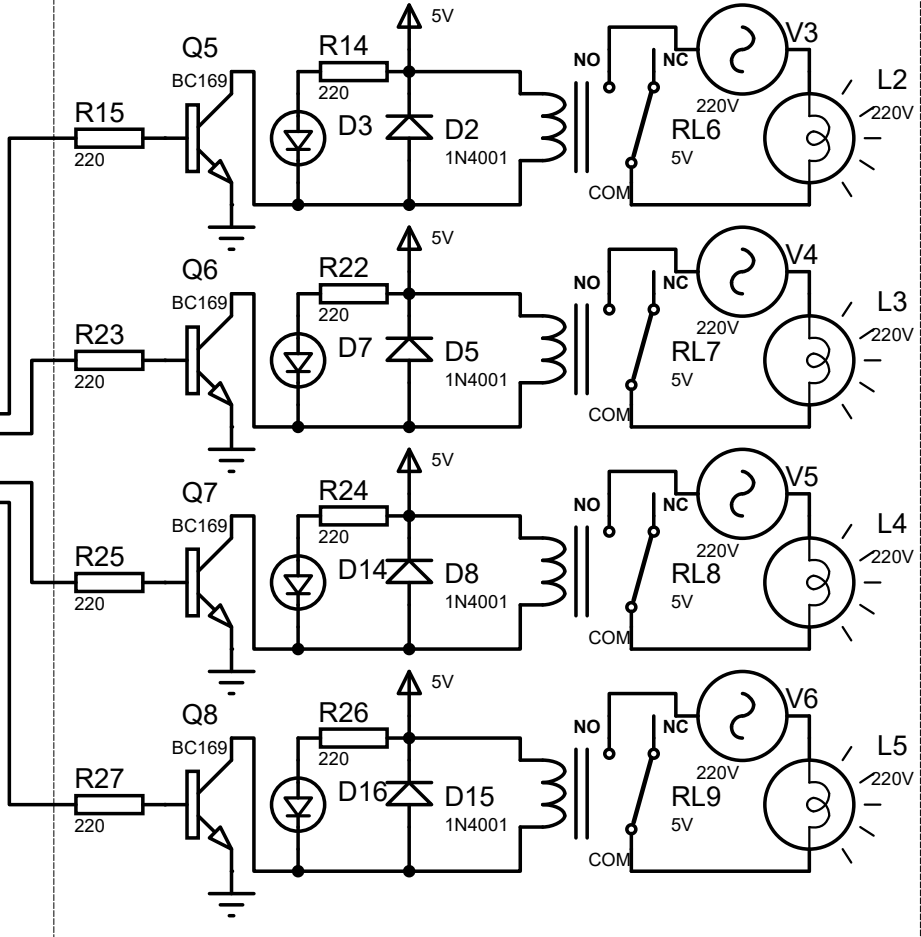 5V
V3
Q5
R14
NO
NC
L2
BC169
220
220V
220V
R15
D3
D2
RL6
220
1N4001
5V
COM
5V
V4
Q6
R22
NO
NC
L3
BC169
220
220V
220V
R23
D7
D5
RL7
220
1N4001
5V
COM
5V
V5
Q7
R24
NO
NC
L4
BC169
220
220V
220V
R25
D14
D8
RL8
220
1N4001
5V
COM
5V
V6
Q8
R26
NO
NC
L5
BC169
220
220V
220V
R27
D16
D15
RL9
220
1N4001
5V
COM